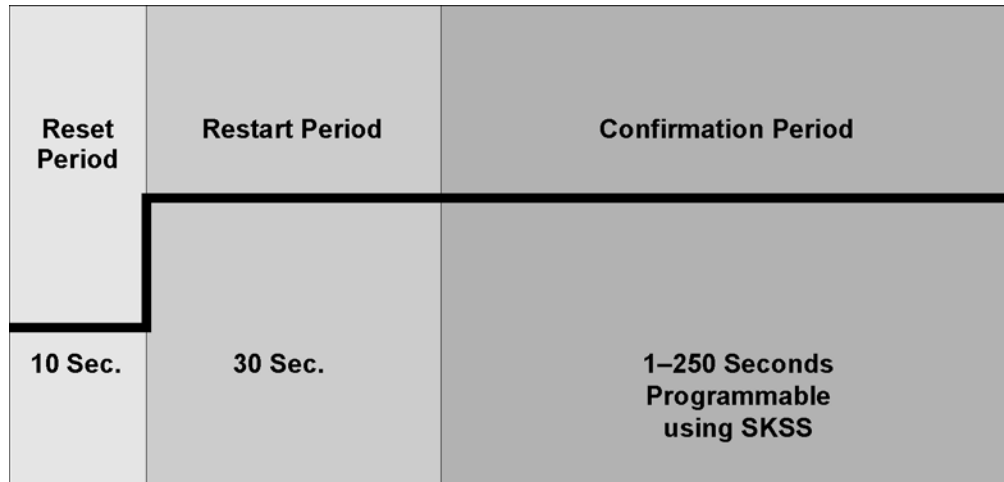 Reset
Period
Restart Period
Confirmation Period
10 Sec.
30 Sec.
1–250 Seconds
Programmable
using SKSS